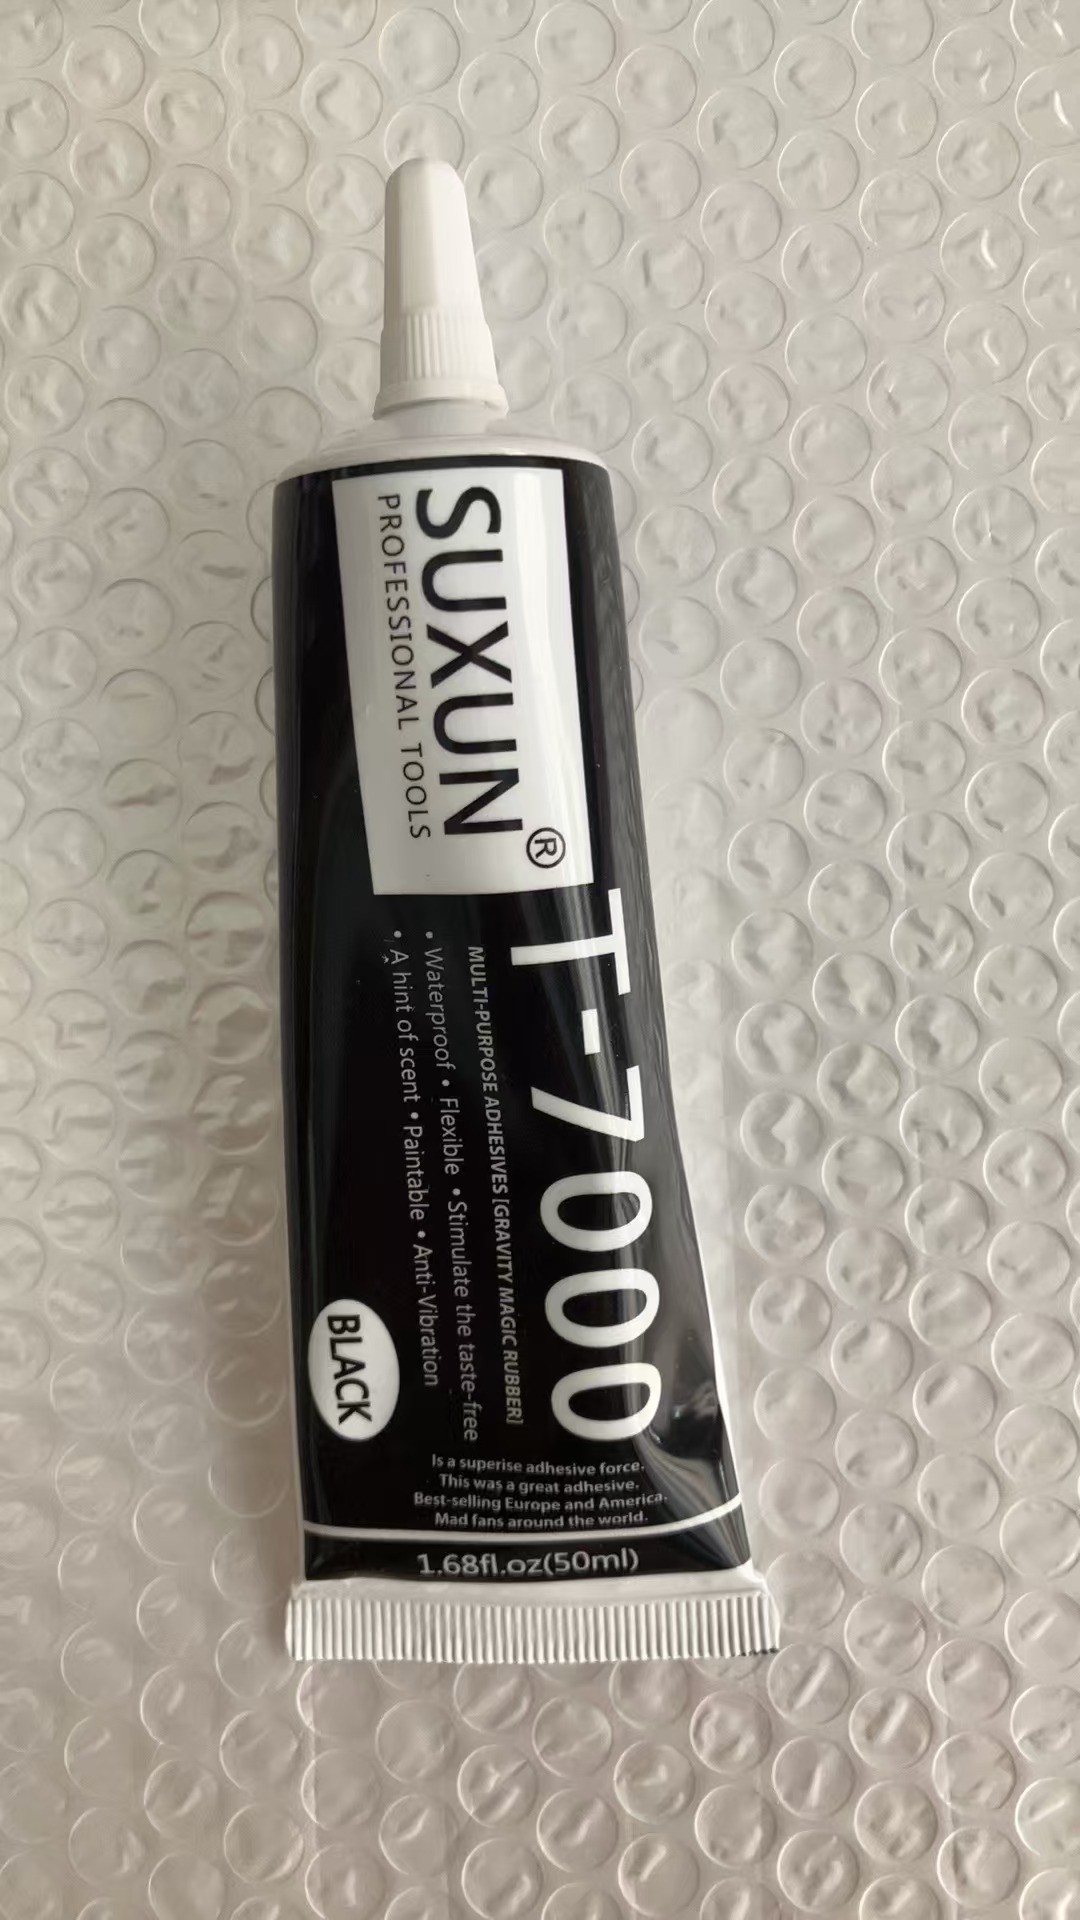 SUXUN®
PROFESSIONAL TOOLS
T-7000
MULTI-PURPOSE ADHESIVES [GRAVITY MAGIC RUBBER]
• Waterproof • Flexible • Stimulate the taste-free
• A hint of scent • Paintable • Anti-Vibration
BLACK
Is a superise adhesive force.
This was a great adhesive.
Best-selling Europe and America.
Mad fans around the world.
1.68fl.oz(50ml)